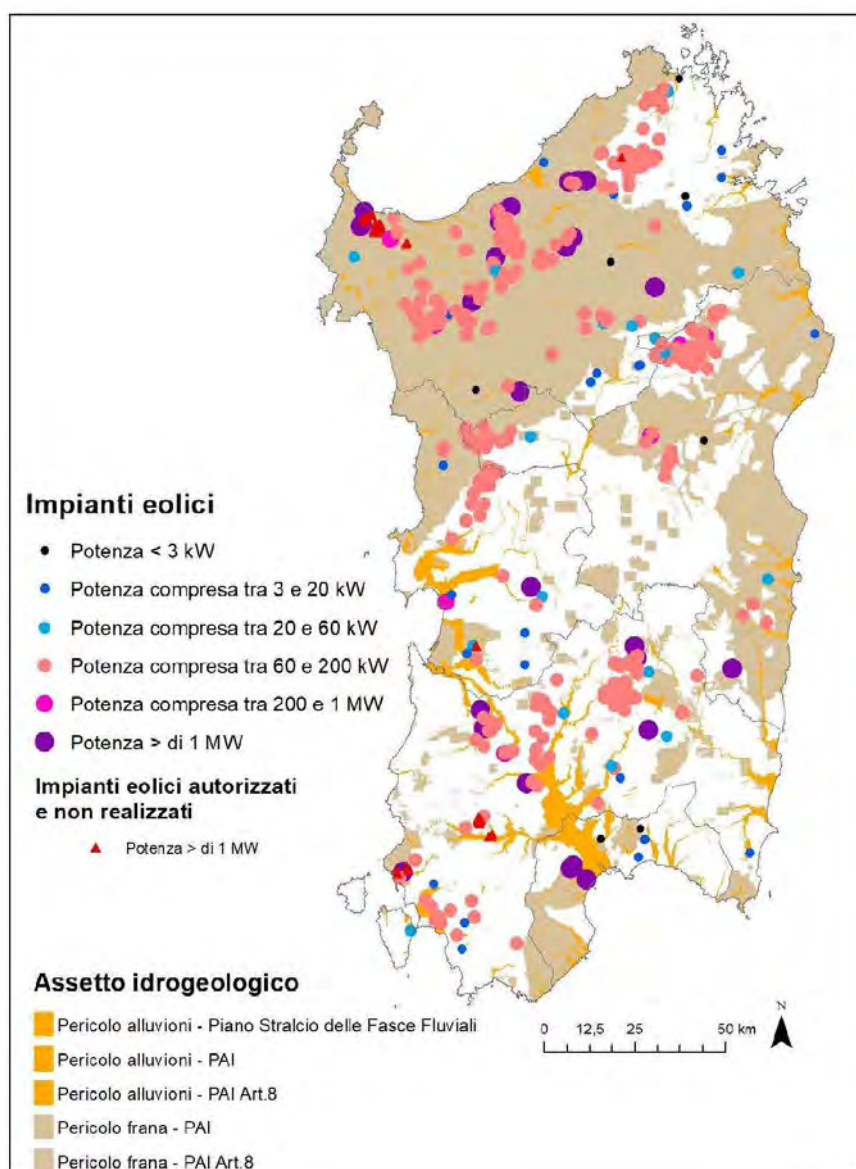 Impianti eolici
Potenza < 3 kW
Potenza compresa tra 3 e 20 kW
Potenza compresa tra 20 e 60 kW
Potenza compresa tra 60 e 200 kW
Potenza compresa tra 200 e 1 MW
Potenza > di 1 MW
Impianti eolici autorizzati
e non realizzati
Potenza > di 1 MW
Assetto idrogeologico
Pericolo alluvioni - Piano Stralcio delle Fasce Fluviali
Pericolo alluvioni - PAI
Pericolo alluvioni - PAI Art.8
Pericolo frana - PAI
Pericolo frana - PAI Art.8
0 12,5 25 50 km
N